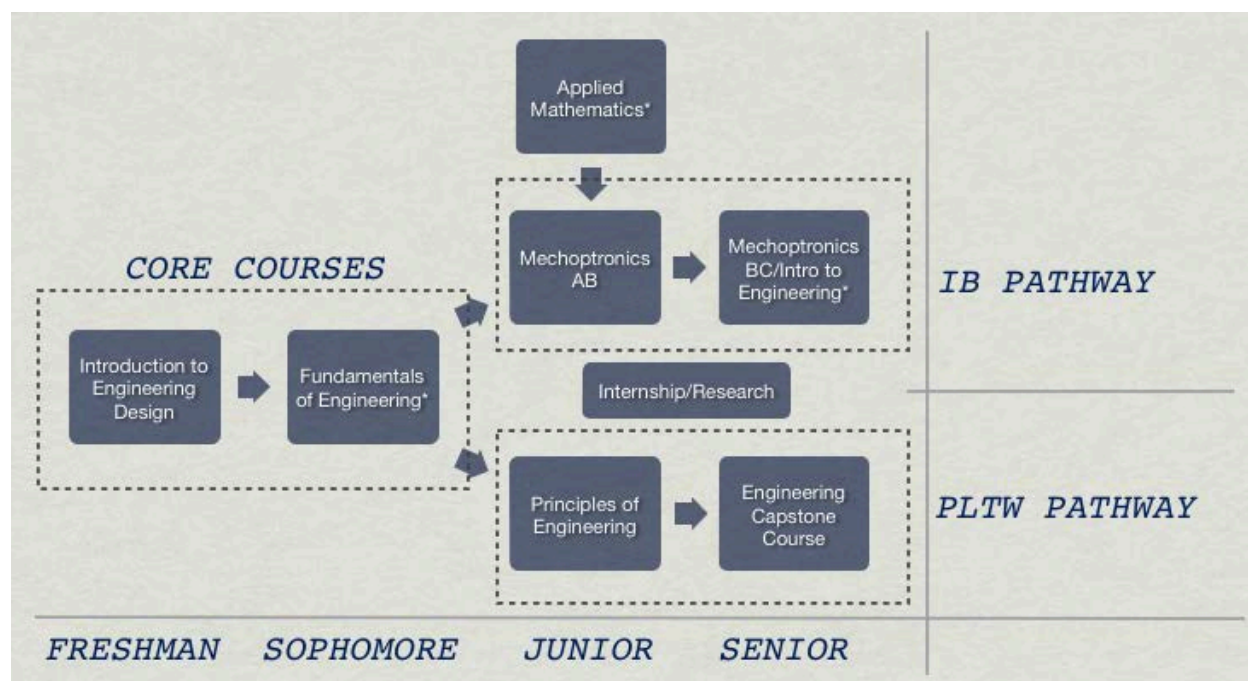 Applied
Mathematics*
CORE COURSES
Introduction to
Engineering
Design
Fundamentals
of Engineering*
Mechoptronics
AB
Mechoptronics
BC/Intro to
Engineering*
IB PATHWAY
Internship/Research
Principles of
Engineering
Engineering
Capstone
Course
PLTW PATHWAY
FRESHMAN SOPHOMORE JUNIOR SENIOR